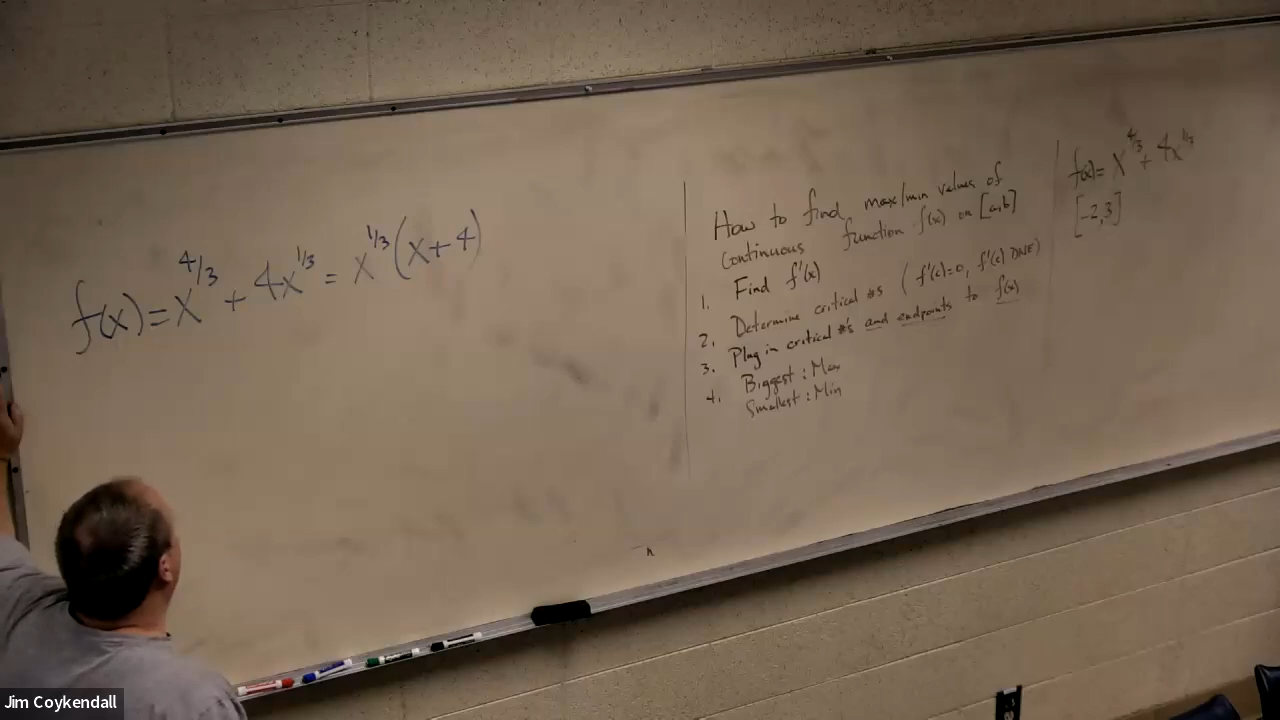 f(x) = x^{4/3} + 4x^{1/3} = x^{1/3}(x+4)
How to find max/min values of
continuous function f(x) on [a,b]
1. Find f'(x)
2. Determine critical #s (f'(c)=0, f'(c) DNE)
3. Plug in critical #'s and endpoints to f(x)
4. Biggest : Max
Smallest : Min
f(x) = x^{4/3} + 4x^{1/3}
[-2,3]
Jim Coykendall